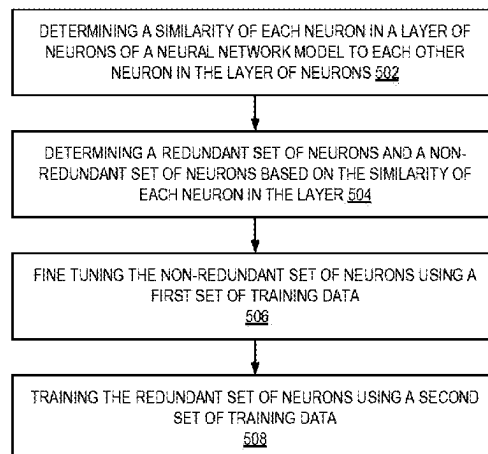 DETERMINING A SIMILARITY OF EACH NEURON IN A LAYER OF
NEURONS OF A NEURAL NETWORK MODEL TO EACH OTHER
NEURON IN THE LAYER OF NEURONS 502
DETERMINING A REDUNDANT SET OF NEURONS AND A NON-
REDUNDANT SET OF NEURONS BASED ON THE SIMILARITY OF
EACH NEURON IN THE LAYER 504
FINE TUNING THE NON-REDUNDANT SET OF NEURONS USING A
FIRST SET OF TRAINING DATA
506
TRAINING THE REDUNDANT SET OF NEURONS USING A SECOND
SET OF TRAINING DATA
508